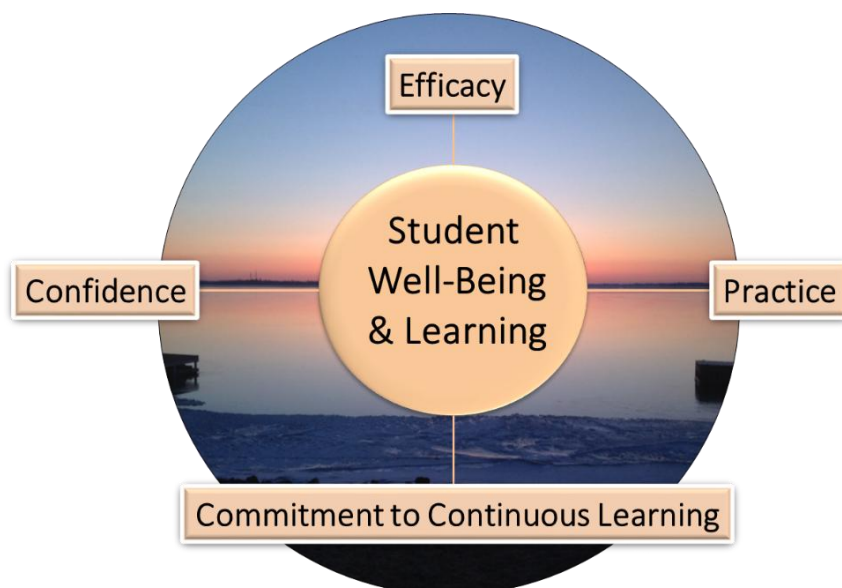 Efficacy
Student
Well-Being
& Learning
Confidence
Practice
Commitment to Continuous Learning